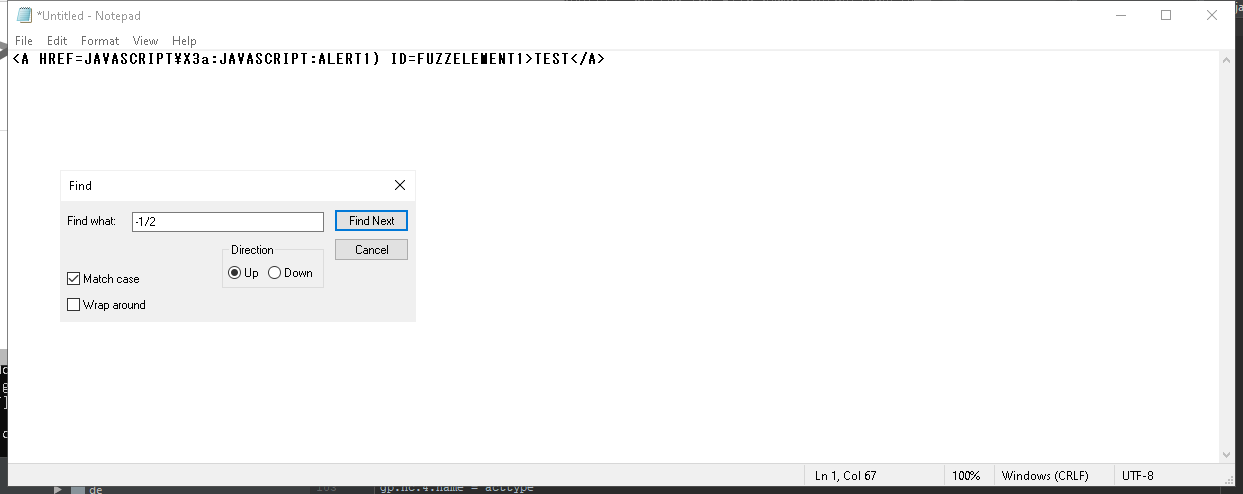 *Untitled - Notepad
File Edit Format View Help
<A HREF=JAVASCRIPT¥X3a:JAVASCRIPT:ALERT1) ID=FUZZELEMENT1>TEST</A>
Find
Find what: -1/2 Find Next
Direction Cancel
Up Down
Match case
Wrap around
Ln 1, Col 67 100% Windows (CRLF) UTF-8
de